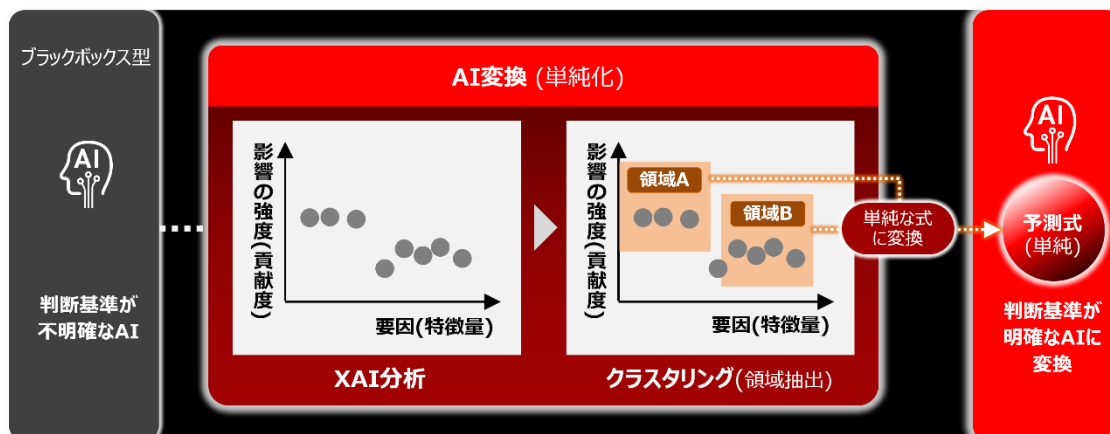 ブラックボックス型
AI
判断基準が
不明確なAI
AI変換 (単純化)
影響の強度(貢献度)
要因(特徴量)
XAI分析
影響の強度(貢献度)
領域A
領域B
要因(特徴量)
クラスタリング(領域抽出)
単純な式
に変換
AI
予測式
(単純)
判断基準が
明確なAIに
変換